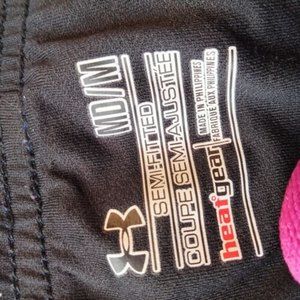 MD/M
SEMI-FITTED
COUPE SEMI-AJUSTÉE
MADE IN PHILIPPINES
FABRIQUÉ AUX PHILIPPINES
heatgear